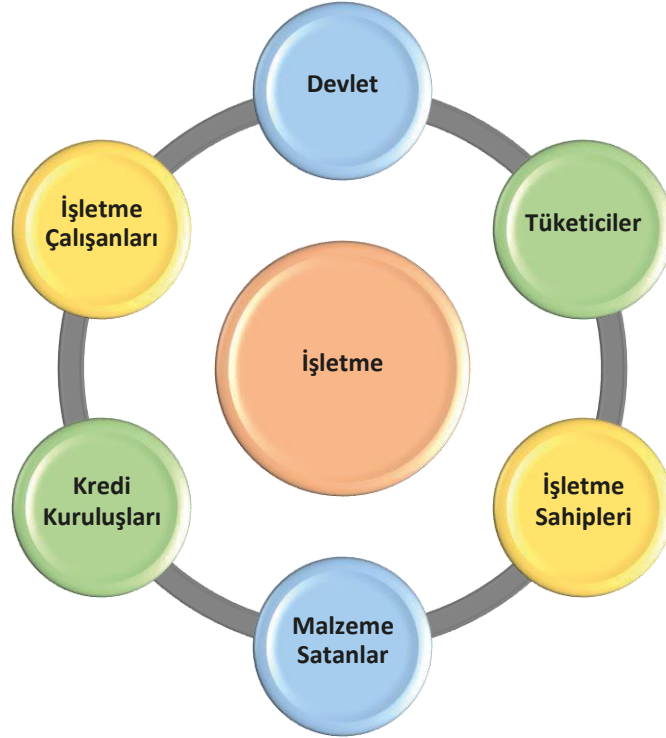 Devlet
İşletme
Çalışanları
Tüketiciler
İşletme
Kredi
Kuruluşları
İşletme
Sahipleri
Malzeme
Satanlar